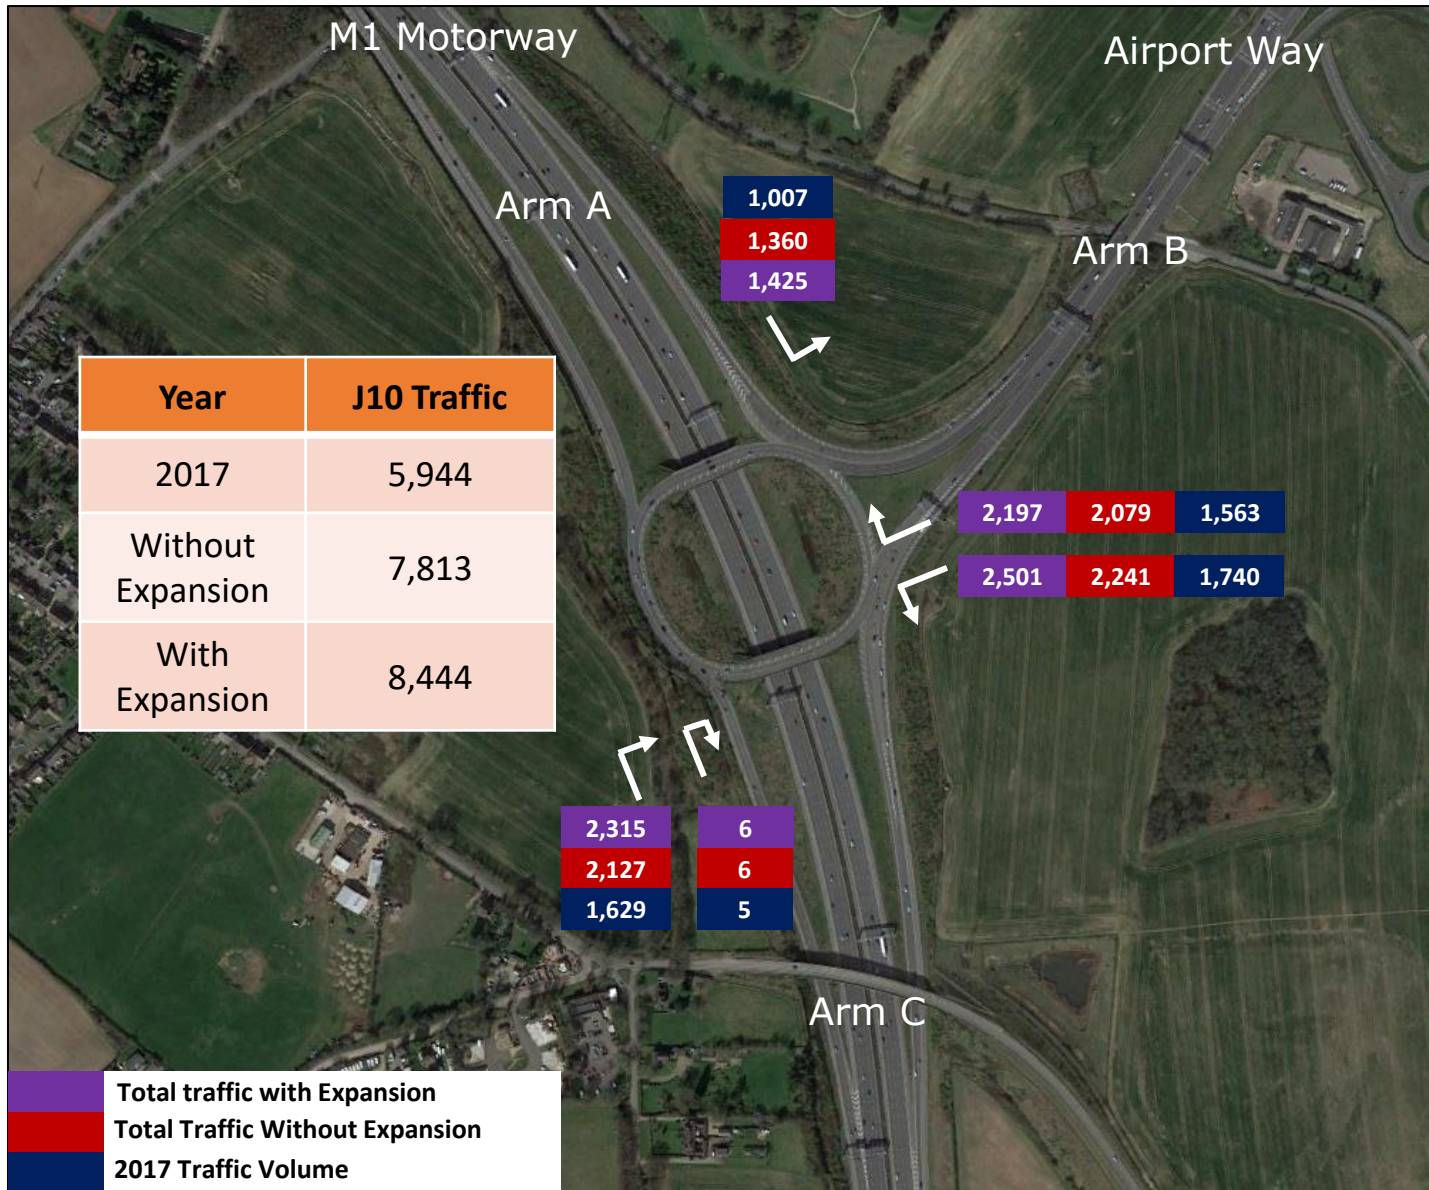 M1 Motorway
Airport Way
Arm A
1,007
1,360
1,425
Arm B
Year J10 Traffic
2017 5,944
Without
Expansion
7,813
With
Expansion
8,444
2,197 2,079 1,563
2,501 2,241 1,740
2,315 6
2,127 6
1,629 5
Arm C
Total traffic with Expansion
Total Traffic Without Expansion
2017 Traffic Volume